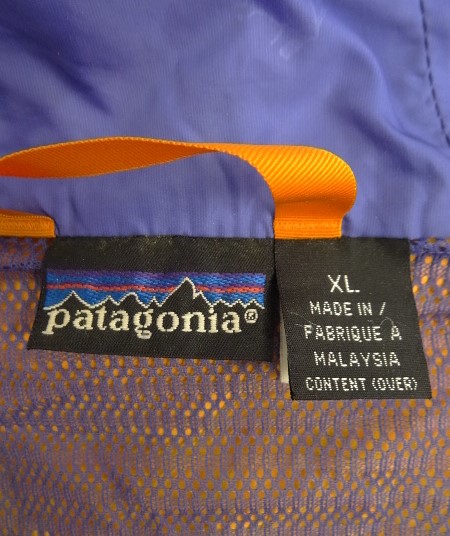 patagonia®
XL.
MADE IN /
FABRIQUE A
MALAYSIA
CONTENT (OVER)